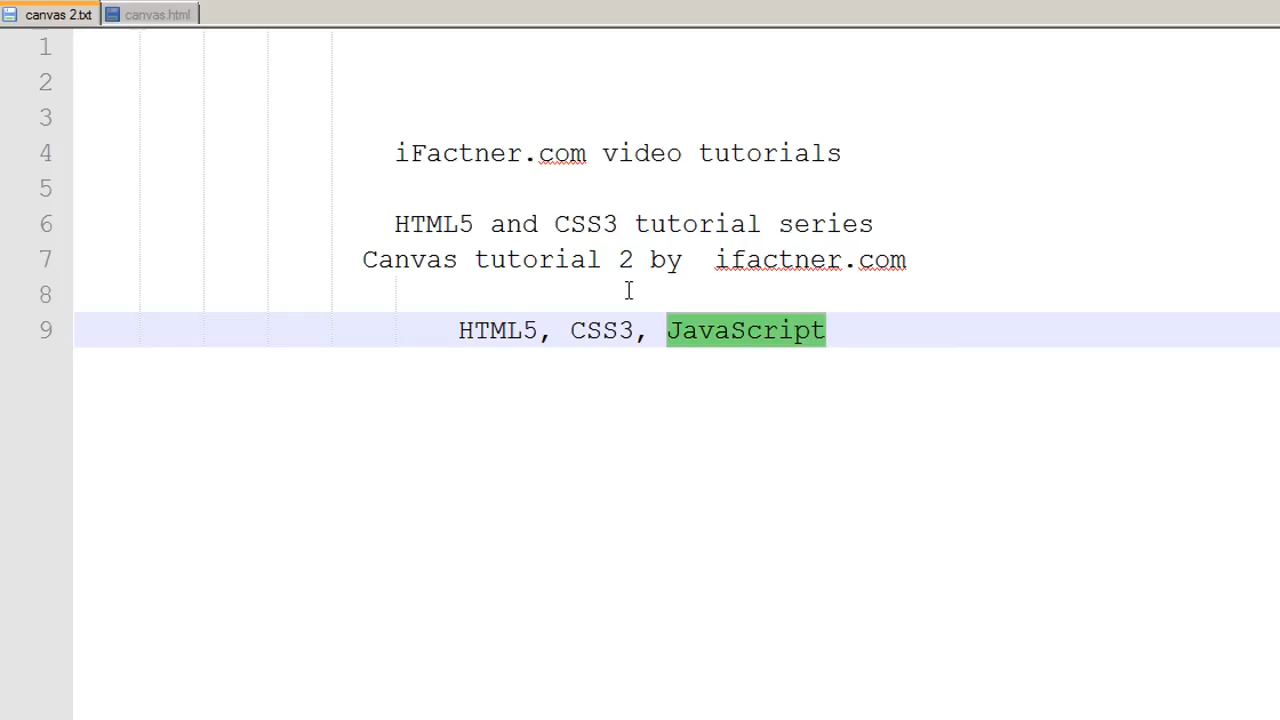 canvas 2.txt canvas.html
1
2
3
4 iFactner.com video tutorials
5
6 HTML5 and CSS3 tutorial series
7 Canvas tutorial 2 by ifactner.com
8
9 HTML5, CSS3, JavaScript